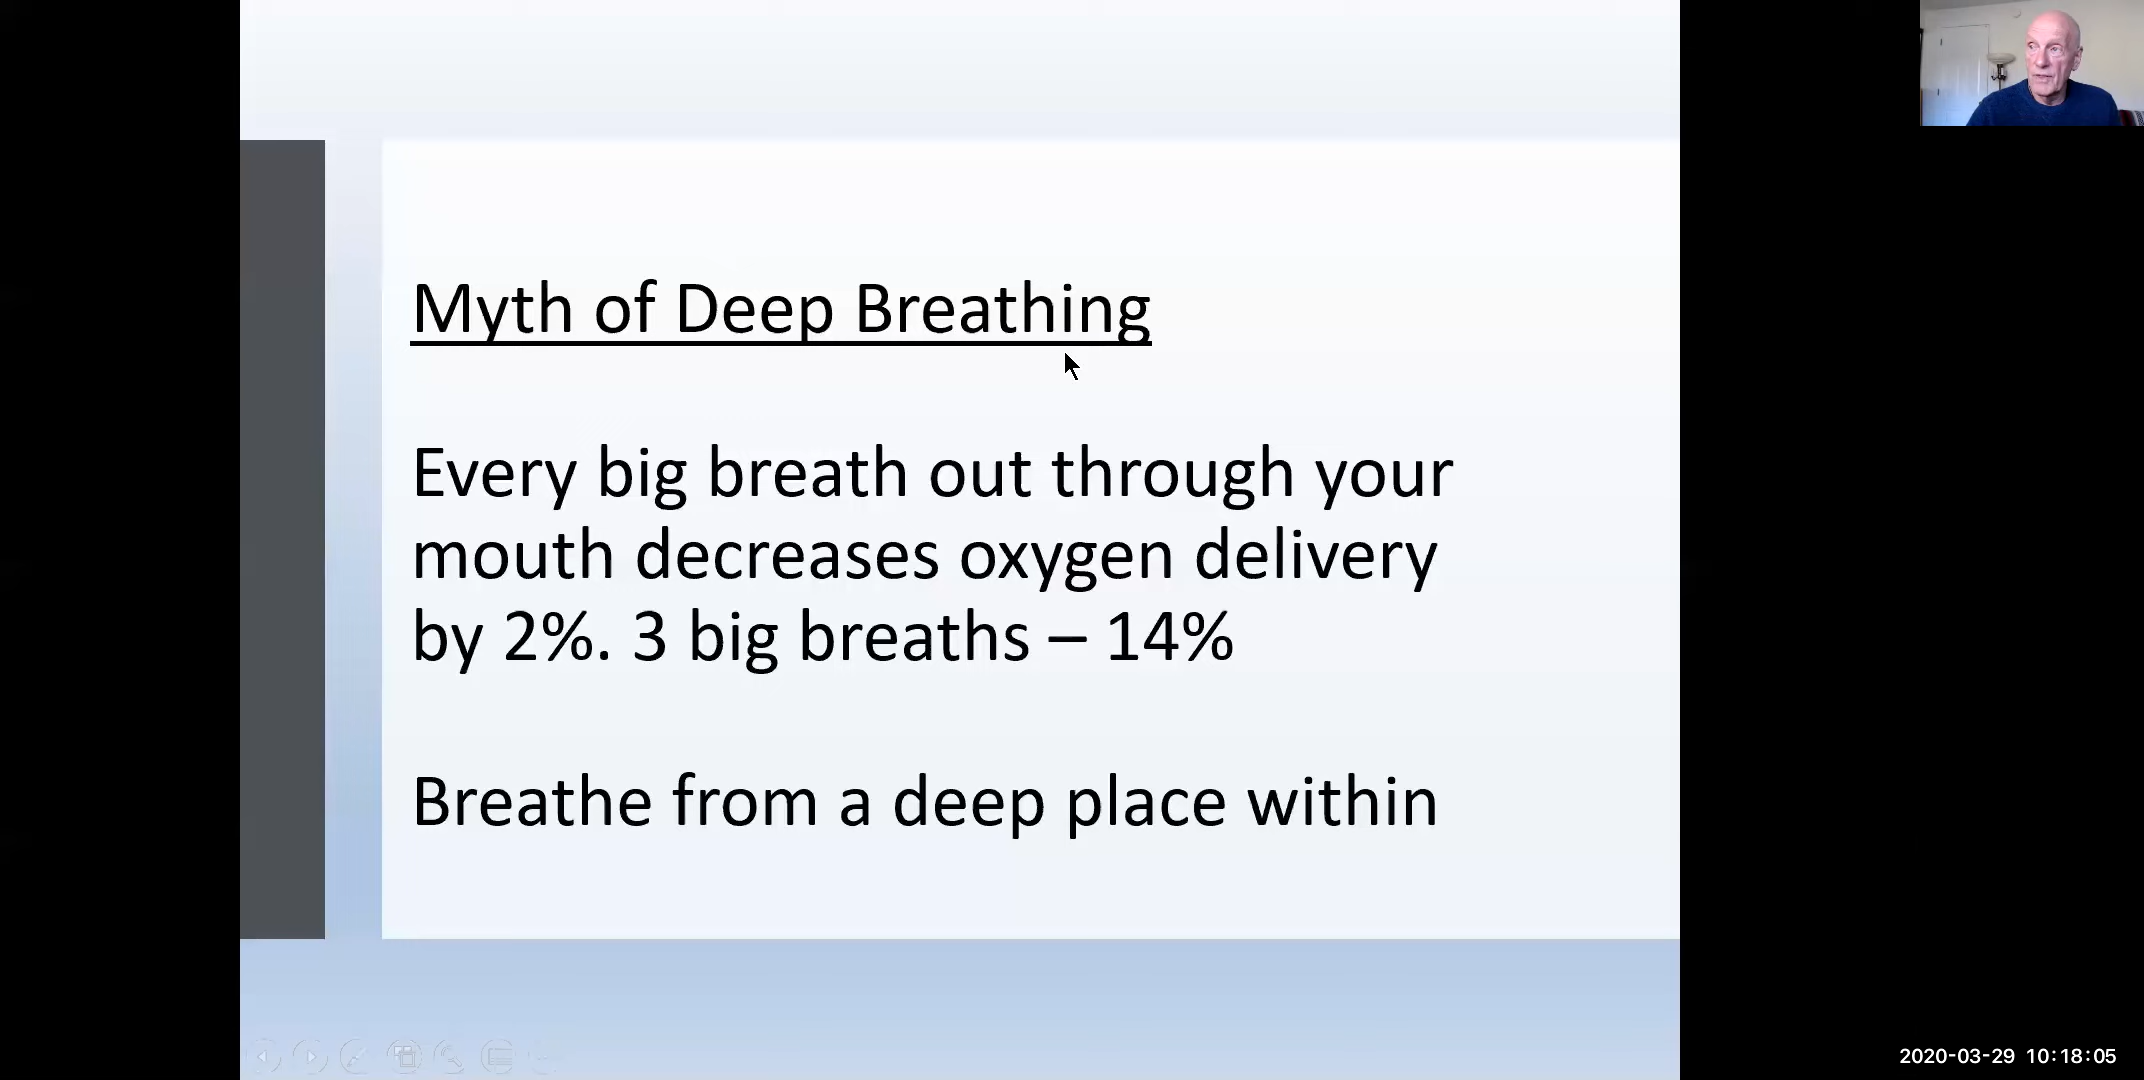 Myth of Deep Breathing
Every big breath out through your
mouth decreases oxygen delivery
by 2%. 3 big breaths – 14%
Breathe from a deep place within
2020-03-29 10:18:05